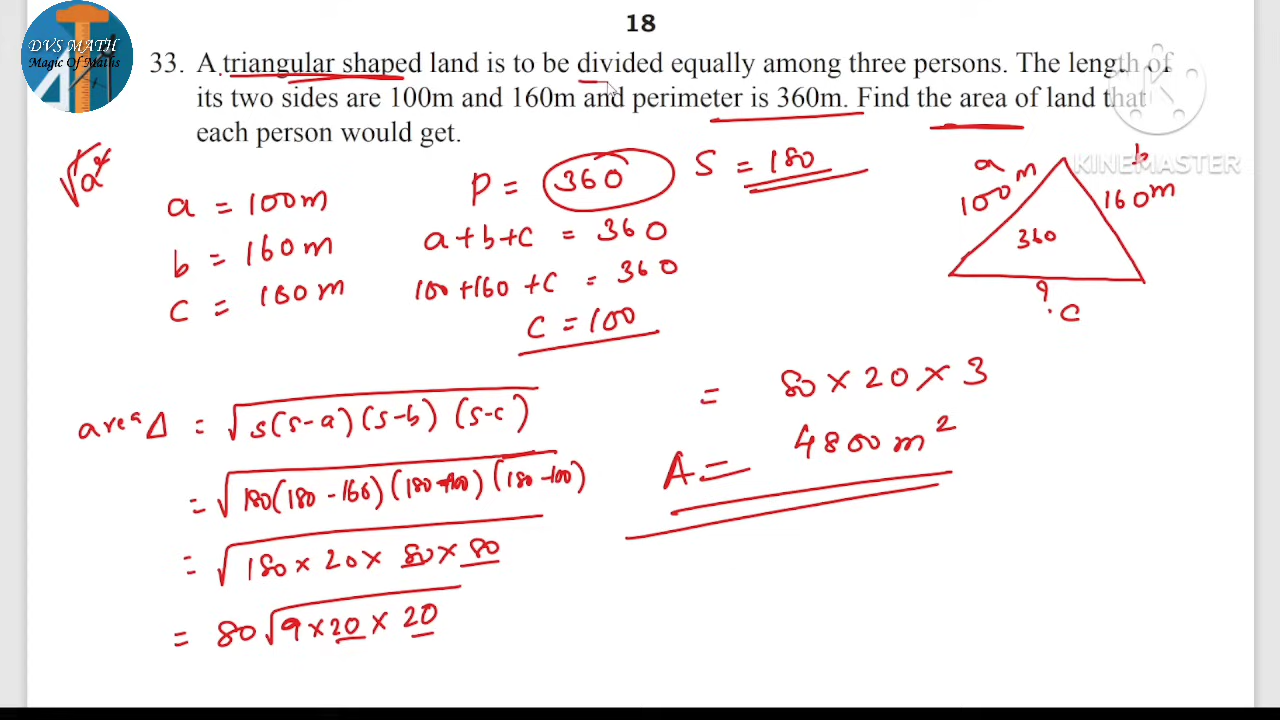 18
DVS MATH
Magic Of Maths
33. A triangular shaped land is to be divided equally among three persons. The length of
its two sides are 100m and 160m and perimeter is 360m. Find the area of land that
each person would get.
KINEMASTER
√a²
a = 100m
b = 160m
c = 100m
P = 360
S = 180
a+b+c = 360
100+160+c = 360
c = 100
a
100m
b
160m
360
?
c
area Δ = √s(s-a)(s-b)(s-c)
= √180(180-160)(180-100)(180-100)
= √180×20×80×80
= 80√9×20×20
= 80×20×3
A = 4800m²